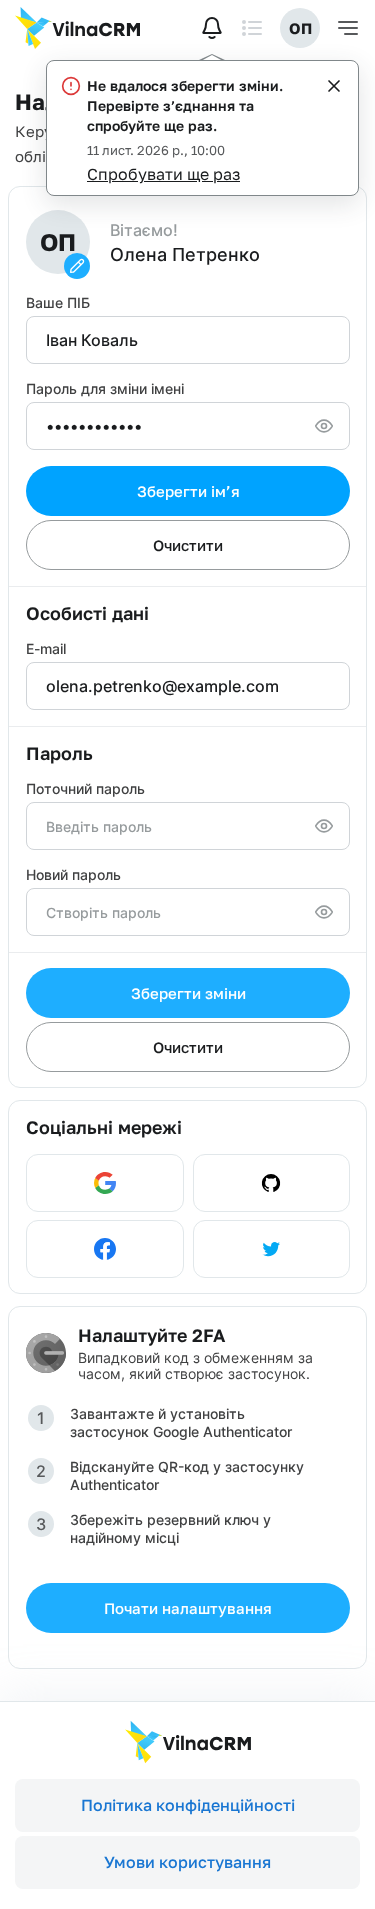 VilnaCRM
ОП
Не вдалося зберегти зміни.
Перевірте з’єднання та
спробуйте ще раз.
11 лист. 2026 р., 10:00
Спробувати ще раз
ОП
Вітаємо!
Олена Петренко
Ваше ПІБ
Іван Коваль
Пароль для зміни імені
••••••••••••
Зберегти ім’я
Очистити
Особисті дані
E-mail
olena.petrenko@example.com
Пароль
Поточний пароль
Введіть пароль
Новий пароль
Створіть пароль
Зберегти зміни
Очистити
Соціальні мережі
Налаштуйте 2FA
Випадковий код з обмеженням за
часом, який створює застосунок.
1
Завантажте й установіть
застосунок Google Authenticator
2
Відскануйте QR-код у застосунку
Authenticator
3
Збережіть резервний ключ у
надійному місці
Почати налаштування
VilnaCRM
Політика конфіденційності
Умови користування